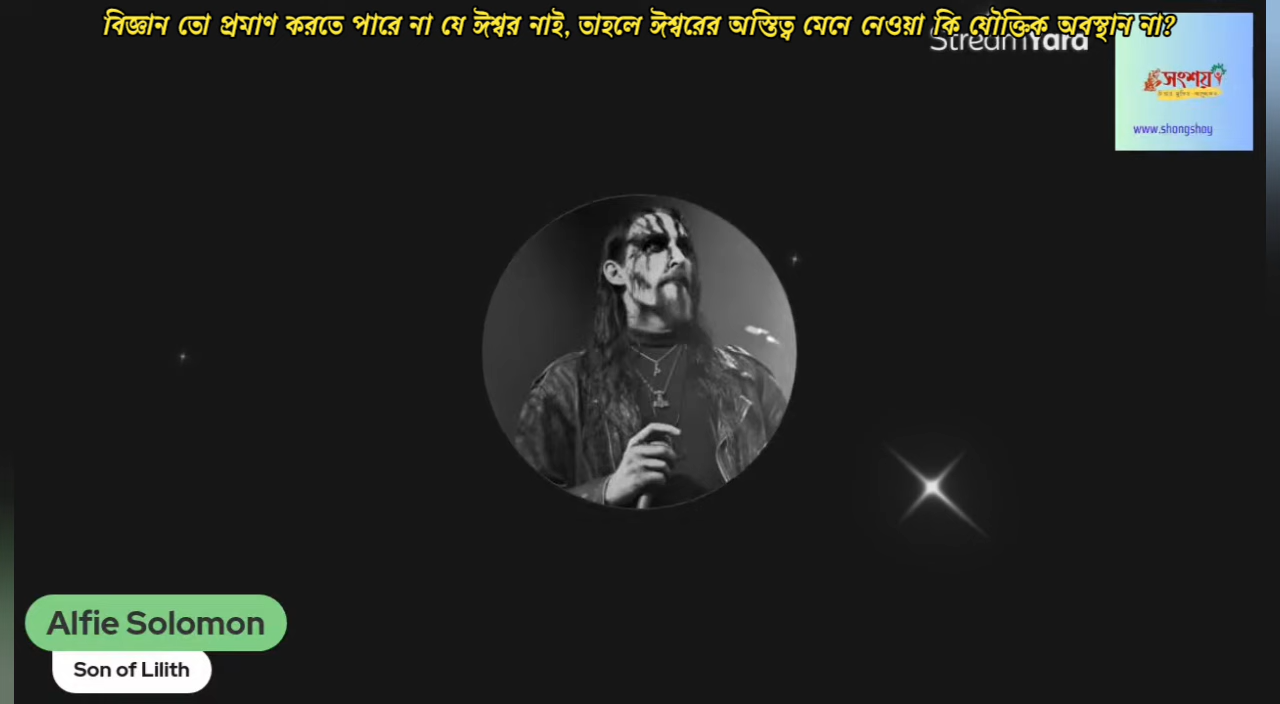 বিজ্ঞান তো প্রমাণ করতে পারে না যে ঈশ্বর নাই, তাহলে ঈশ্বরের অস্তিত্ব মেনে নেওয়া কি যৌক্তিক অবস্থান না?
StreamYard
সংশয়
www.shongshoy
Alfie Solomon
Son of Lilith